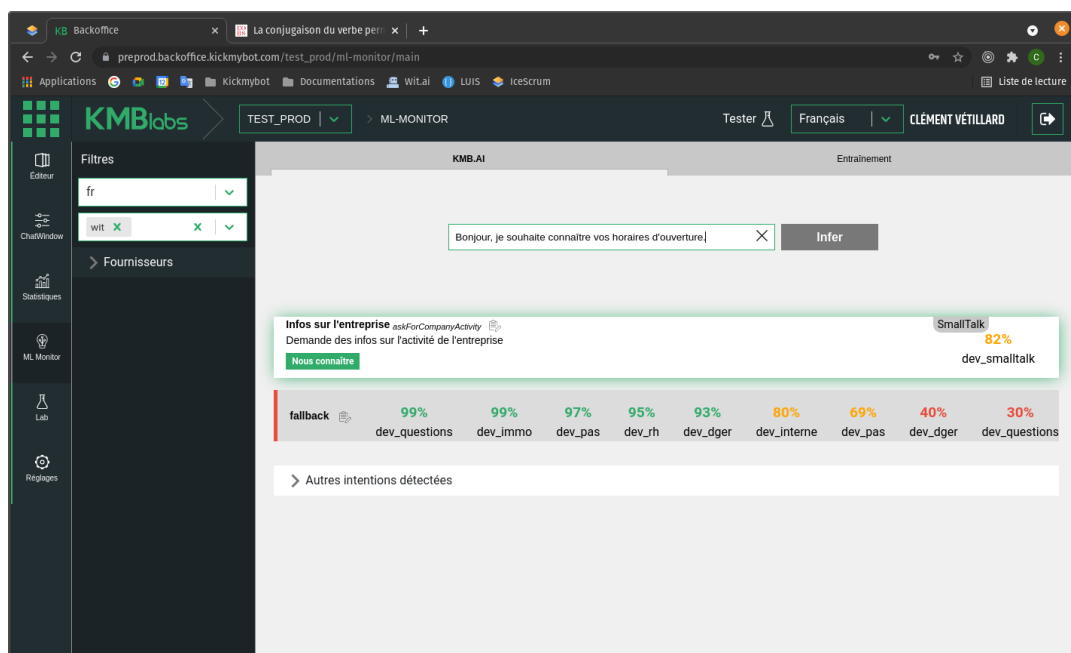 KB Backoffice
La conjugaison du verbe perm
preprod.backoffice.kickmybot.com/test_prod/ml-monitor/main
C
Applications
Kickmybot
Documentations
Wit.ai
LUIS
IceScrum
Liste de lecture
KMBlabs
TEST_PROD
ML-MONITOR
Tester
Français
CLÉMENT VÉTILLARD
Éditeur
ChatWindow
Statistiques
ML Monitor
Lab
Réglages
Filtres
fr
wit
Fournisseurs
KMB.AI
Entraînement
Bonjour, je souhaite connaître vos horaires d'ouverture.
Infer
Infos sur l'entreprise askForCompanyActivity
Demande des infos sur l'activité de l'entreprise
Nous connaître
SmallTalk
82%
dev_smalltalk
fallback
99% 99% 97% 95% 93% 80% 69% 40% 30%
dev_questions dev_immo dev_pas dev_rh dev_dger dev_interne dev_pas dev_dger dev_questions
Autres intentions détectées